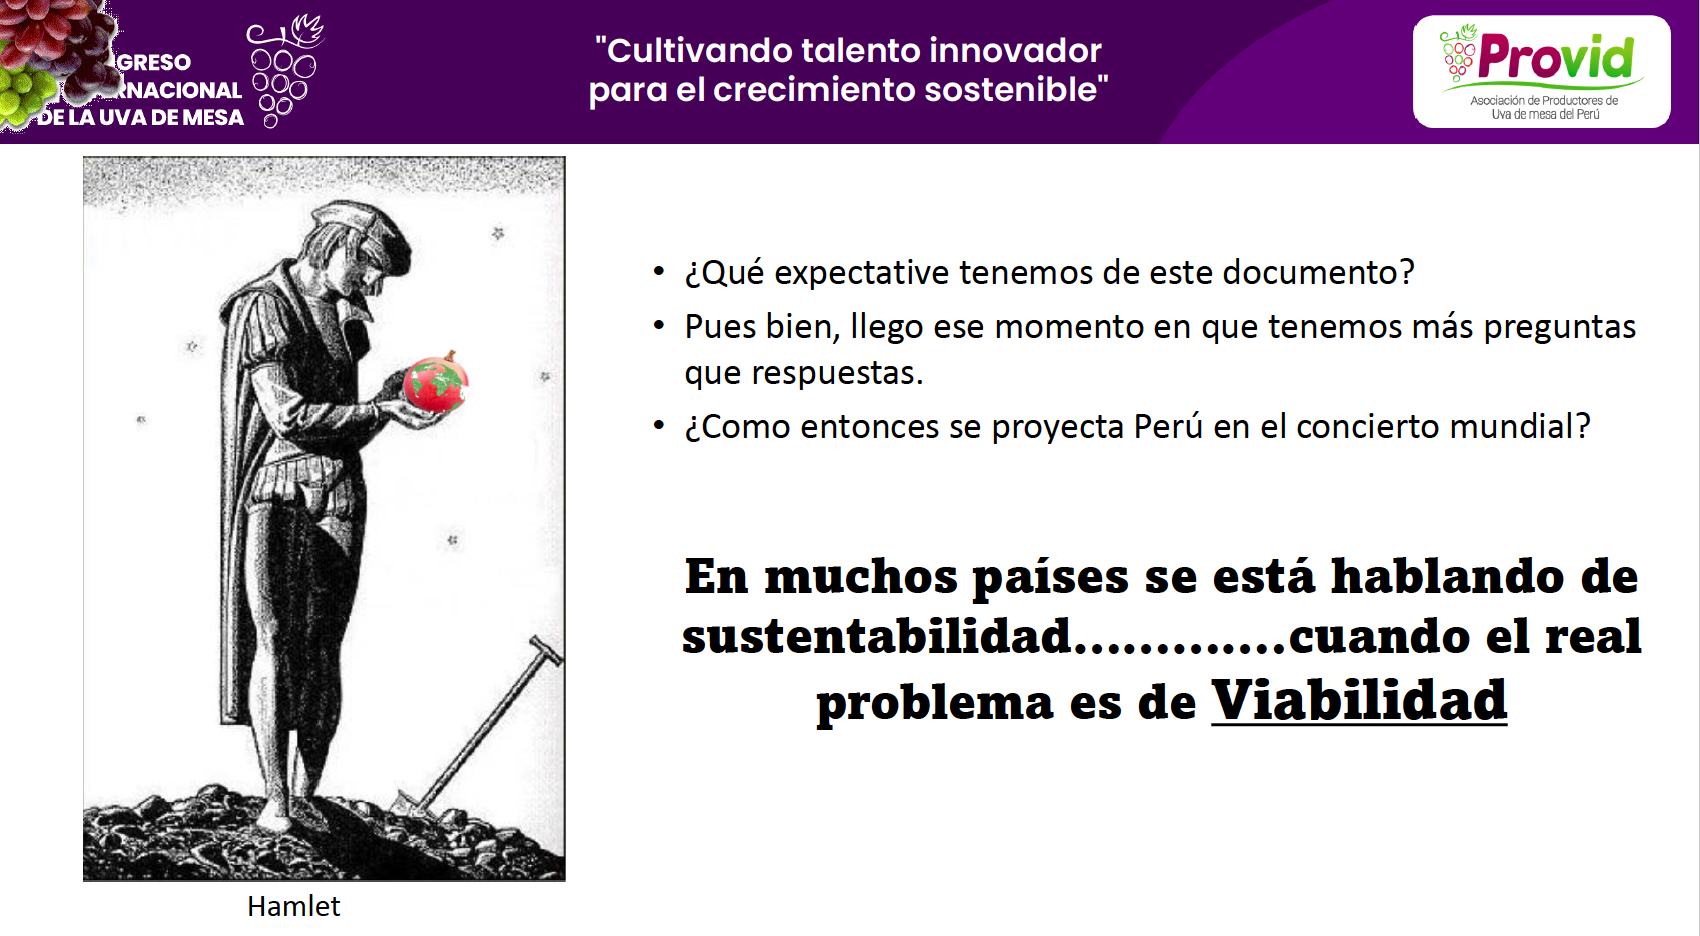 GRESO
RNACIONAL
DE LA UVA DE MESA
"Cultivando talento innovador
para el crecimiento sostenible"
Provid
Asociación de Productores de
Uva de mesa del Perú
• ¿Qué expectative tenemos de este documento?
• Pues bien, llego ese momento en que tenemos más preguntas
que respuestas.
• ¿Como entonces se proyecta Perú en el concierto mundial?
En muchos países se está hablando de
sustentabilidad.............cuando el real
problema es de Viabilidad
Hamlet